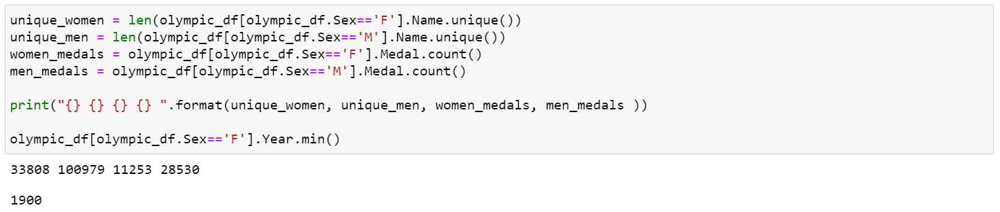 unique_women = len(olympic_df[olympic_df.Sex=='F'].Name.unique())
unique_men = len(olympic_df[olympic_df.Sex=='M'].Name.unique())
women_medals = olympic_df[olympic_df.Sex=='F'].Medal.count()
men_medals = olympic_df[olympic_df.Sex=='M'].Medal.count()
print("{} {} {} {} ".format(unique_women, unique_men, women_medals, men_medals ))
olympic_df[olympic_df.Sex=='F'].Year.min()
33808 100979 11253 28530
1900